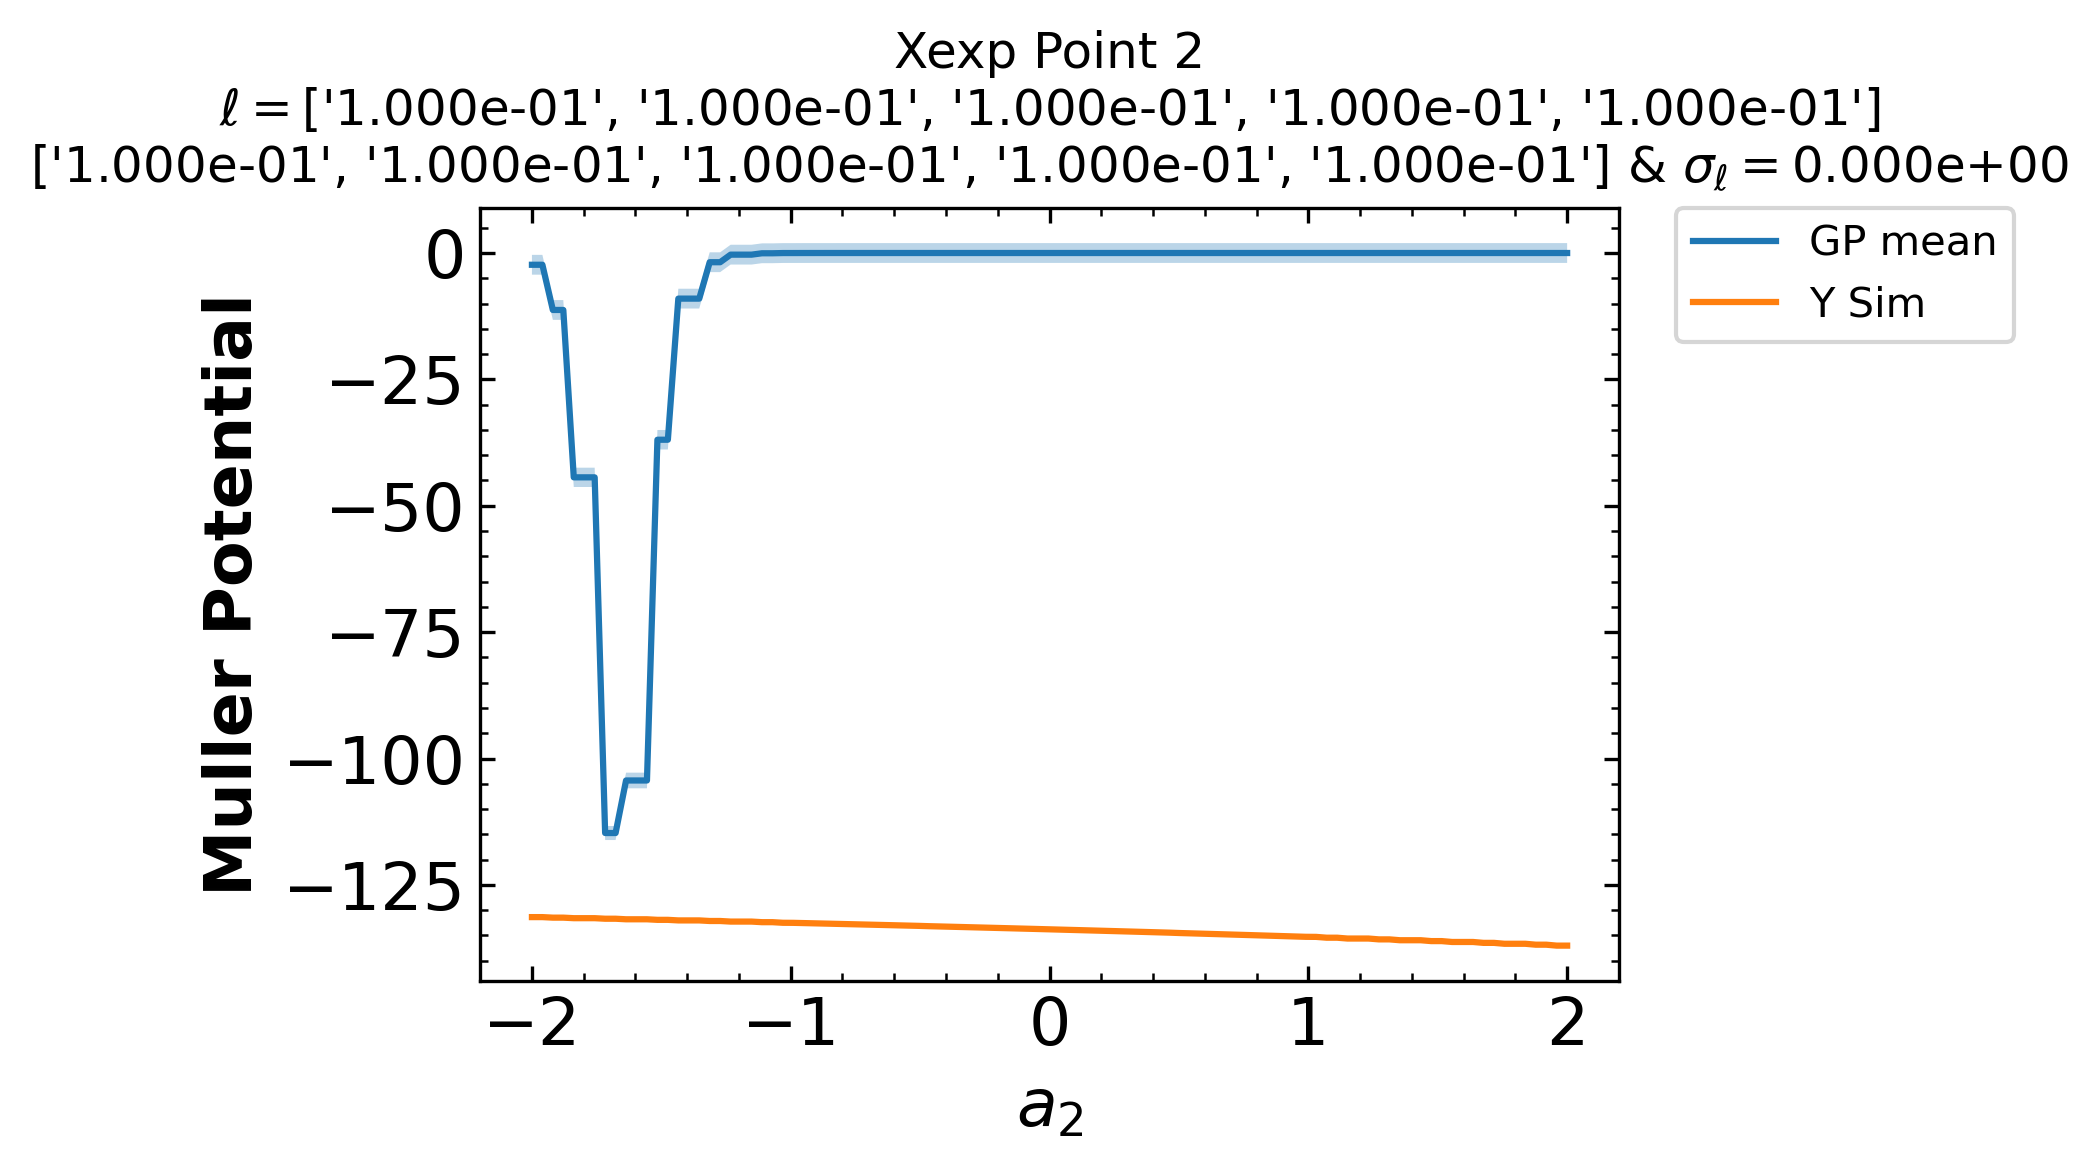 Xexp Point 2
ℓ = ['1.000e-01', '1.000e-01', '1.000e-01', '1.000e-01', '1.000e-01']
['1.000e-01', '1.000e-01', '1.000e-01', '1.000e-01', '1.000e-01'] & σℓ = 0.000e+00
GP mean
Y Sim
Muller Potential
0
−25
−50
−75
−100
−125
−2
−1
0
1
2
a₂